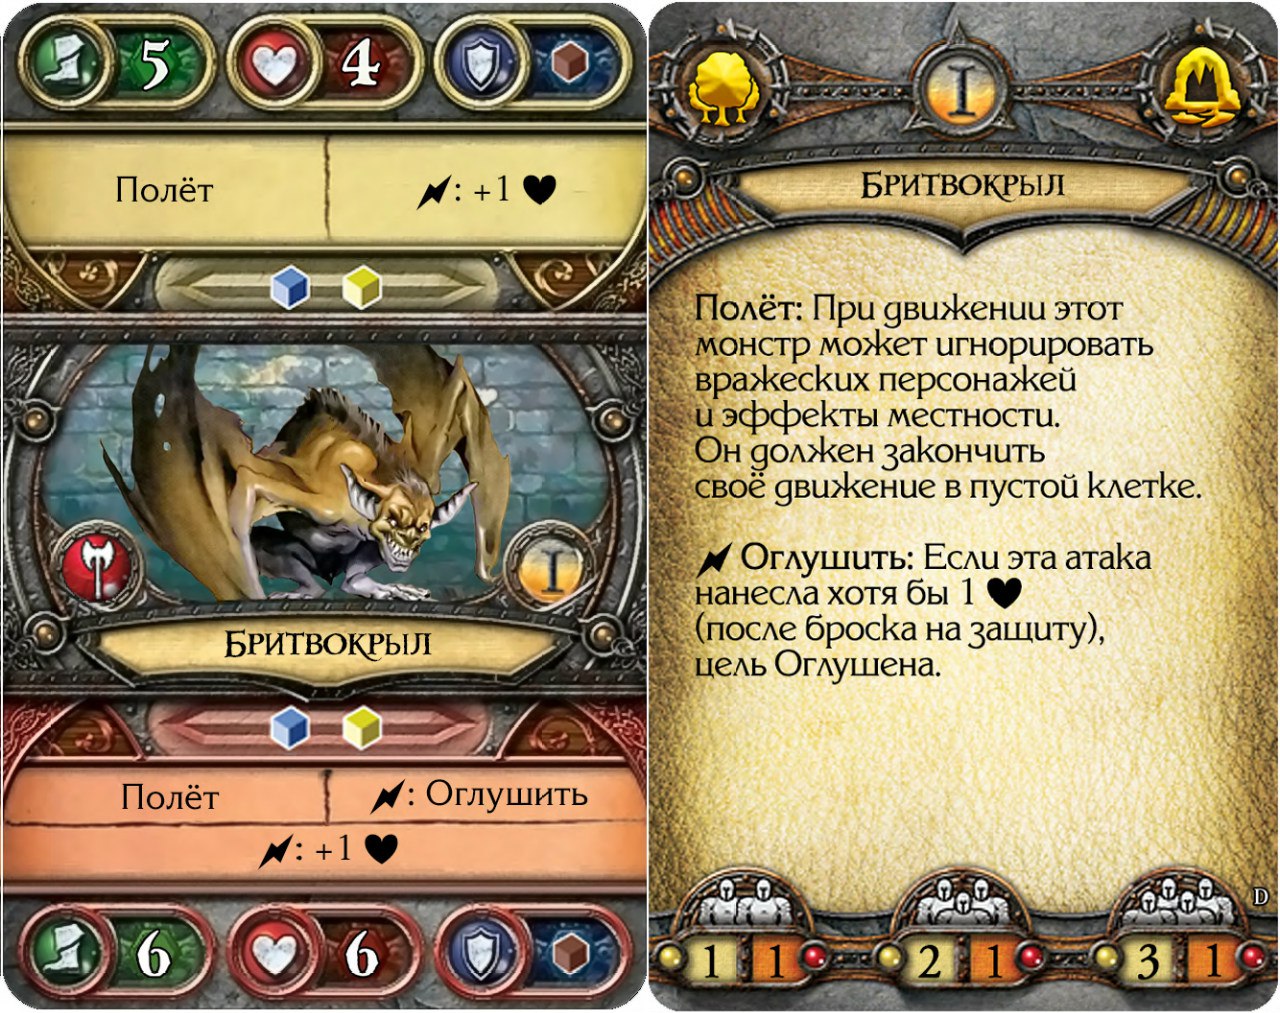 5
4
Полёт
: +1
I
Бритвокрыл
Полёт
: Оглушить
: +1
6
6
I
Бритвокрыл
Полёт: При движении этот
монстр может игнорировать
вражеских персонажей
и эффекты местности.
Он должен закончить
своё движение в пустой клетке.
Оглушить: Если эта атака
нанесла хотя бы 1
(после броска на защиту),
цель Оглушена.
D
1 1 2 1 3 1